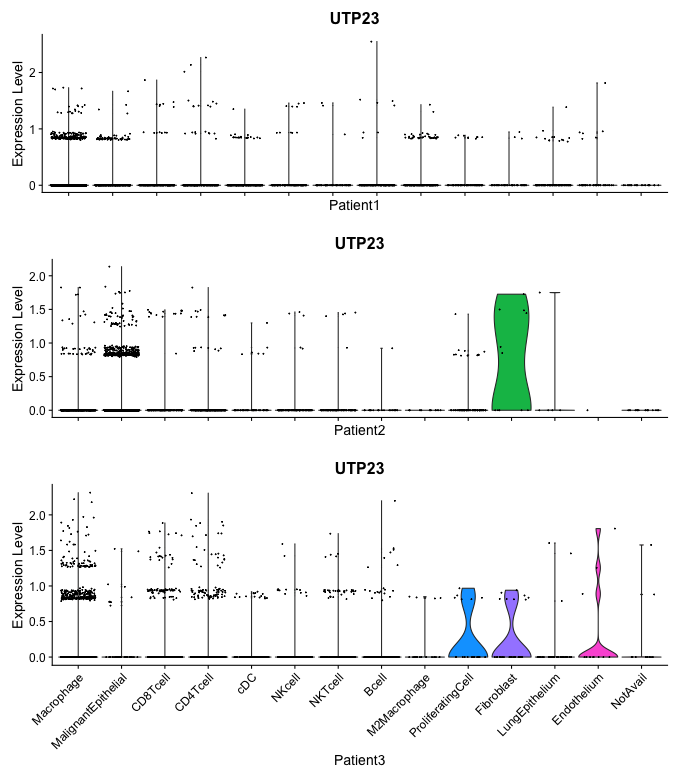 UTP23
Expression Level
2
1
0
Patient1
UTP23
Expression Level
2.0
1.5
1.0
0.5
0.0
Patient2
UTP23
Expression Level
2.0
1.5
1.0
0.5
0.0
Macrophage
MalignantEpithelial
CD8Tcell
CD4Tcell
cDC
NKcell
NKTcell
Bcell
M2Macrophage
ProliferatingCell
Fibroblast
LungEpithelium
Endothelium
NotAvail
Patient3